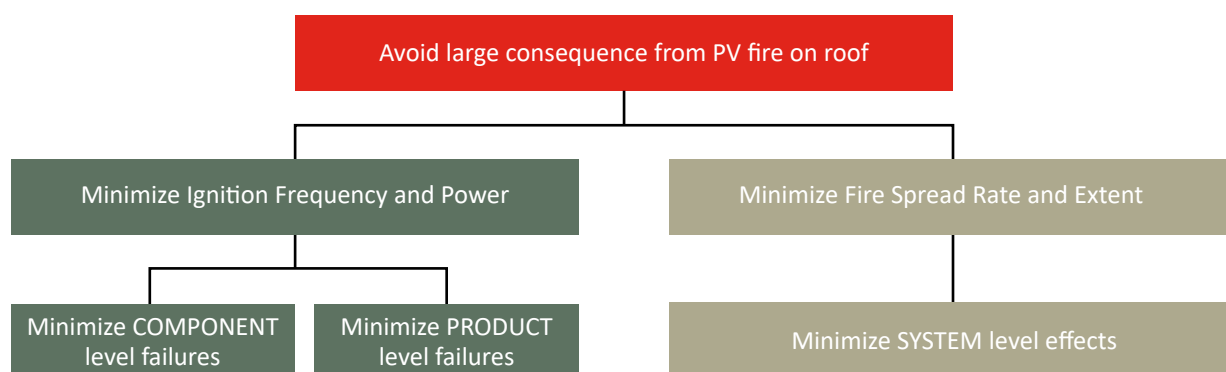 Avoid large consequence from PV fire on roof
Minimize Ignition Frequency and Power
Minimize Fire Spread Rate and Extent
Minimize COMPONENT
level failures
Minimize PRODUCT
level failures
Minimize SYSTEM level effects